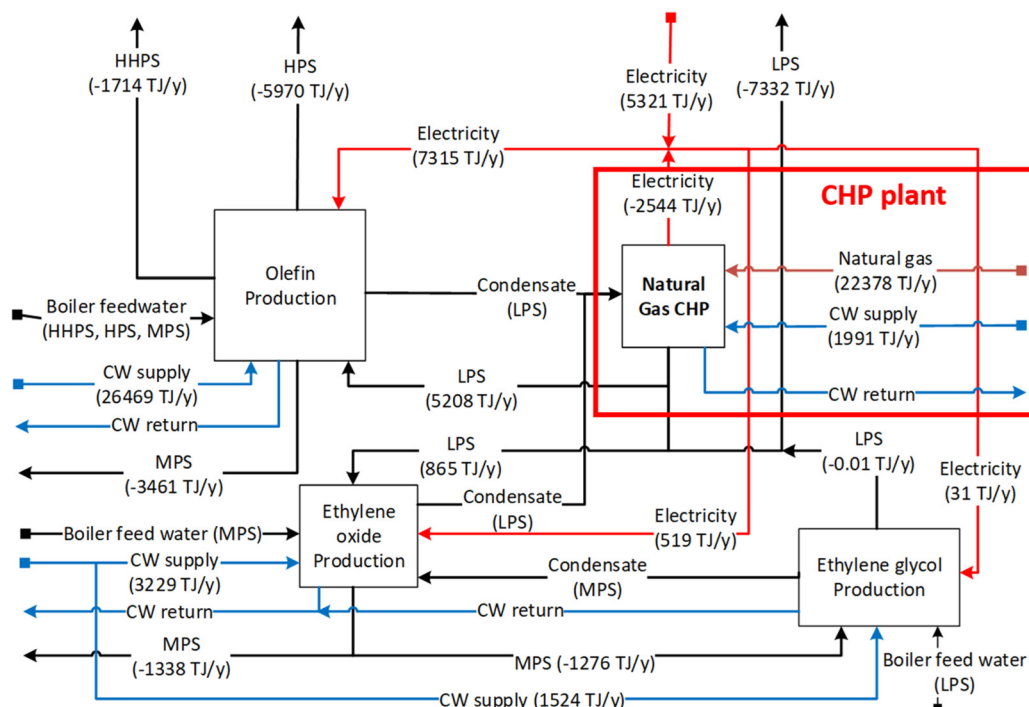 HHPS
(-1714 TJ/y)
HPS
(-5970 TJ/y)
Electricity
(5321 TJ/y)
LPS
(-7332 TJ/y)
Electricity
(7315 TJ/y)
Electricity
(-2544 TJ/y)
CHP plant
Olefin
Production
Natural
Gas CHP
Natural gas
(22378 TJ/y)
Condensate
(LPS)
CW supply
(1991 TJ/y)
Boiler feedwater
(HHPS, HPS, MPS)
CW supply
(26469 TJ/y)
LPS
(5208 TJ/y)
CW return
CW return
MPS
(-3461 TJ/y)
LPS
(865 TJ/y)
LPS
(-0.01 TJ/y)
Electricity
(31 TJ/y)
Condensate
(LPS)
Ethylene
oxide
Production
Electricity
(519 TJ/y)
Boiler feed water (MPS)
CW supply
(3229 TJ/y)
Condensate
(MPS)
Ethylene glycol
Production
CW return
CW return
MPS
(-1338 TJ/y)
MPS (-1276 TJ/y)
Boiler feed water
(LPS)
CW supply (1524 TJ/y)